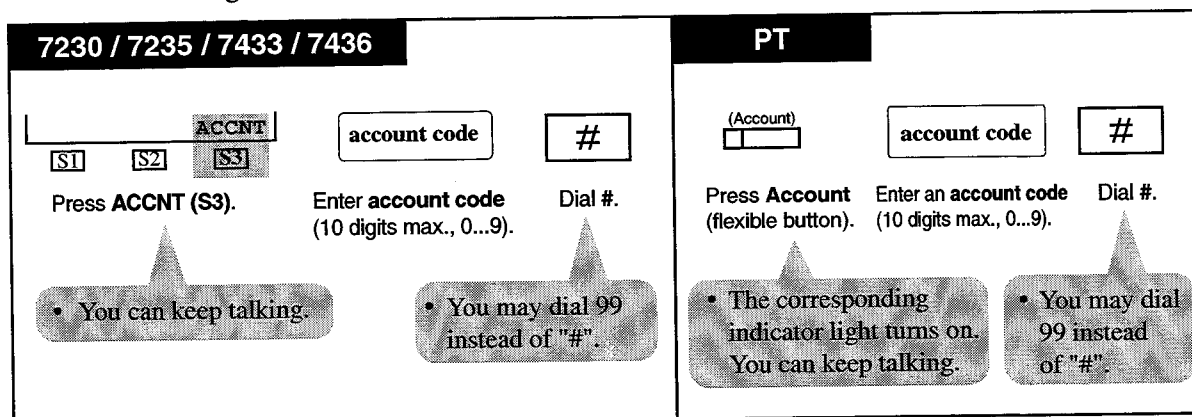 7230 / 7235 / 7433 / 7436
ACCNT
S1 S2 S3
account code
#
Press ACCNT (S3).
Enter account code
(10 digits max., 0...9).
Dial #.
• You can keep talking.
• You may dial 99
instead of "#".
PT
(Account)
account code
#
Press Account
(flexible button).
Enter an account code
(10 digits max., 0...9).
Dial #.
• The corresponding
indicator light turns on.
You can keep talking.
• You may dial
99 instead
of "#".